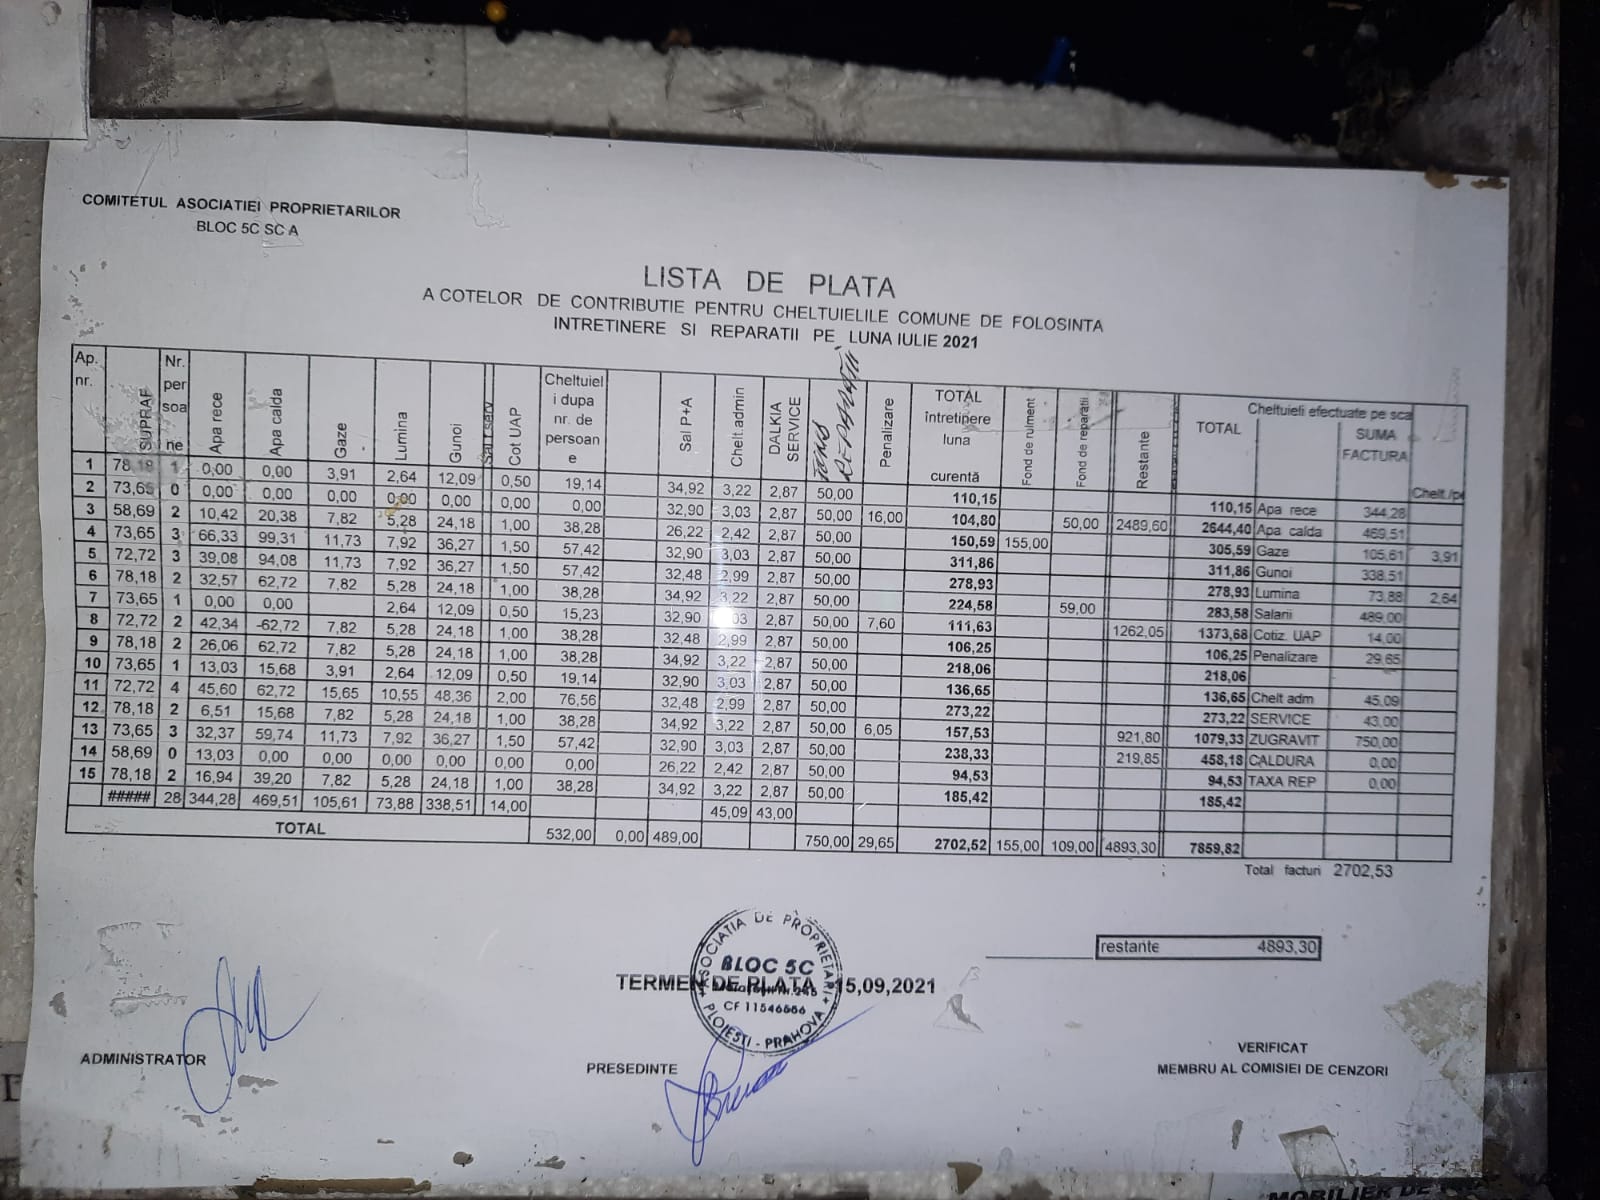 COMITETUL ASOCIATIEI PROPRIETARILOR
BLOC 5C SC A
LISTA DE PLATA
A COTELOR DE CONTRIBUTIE PENTRU CHELTUIELILE COMUNE DE FOLOSINTA
INTRETINERE SI REPARATII PE LUNA IULIE 2021
Ap. nr. SUPRAF Nr. per soa ne Apa rece Apa calda Gaze Lumina Gunoi Cot UAP Cheltuiel i dupa nr. de persoan e Sal P+A Chelt.admin DALKIA SERVICE FOND REPARATII Penalizare TOTAL întretinere luna curentă Fond de rulment Fond de reparatii Restante TOTAL Cheltuieli efectuate pe sca SUMA FACTURA Chelt./pe
1 78,18 1 0,00 0,00 3,91 2,64 12,09 0,50 19,14 34,92 3,22 2,87 50,00 110,15 110,15 Apa rece 344,28
2 73,65 0 0,00 0,00 0,00 0,00 0,00 0,00 0,00 32,90 3,03 2,87 50,00 16,00 104,80 50,00 2489,60 2644,40 Apa calda 469,51
3 58,69 2 10,42 20,38 7,82 5,28 24,18 1,00 38,28 26,22 2,42 2,87 50,00 150,59 155,00 305,59 Gaze 105,61 3,91
4 73,65 3 66,33 99,31 11,73 7,92 36,27 1,50 57,42 32,90 3,03 2,87 50,00 311,86 311,86 Gunoi 338,51
5 72,72 3 39,08 94,08 11,73 7,92 36,27 1,50 57,42 32,48 2,99 2,87 50,00 278,93 278,93 Lumina 73,88 2,64
6 78,18 2 32,57 62,72 7,82 5,28 24,18 1,00 38,28 34,92 3,22 2,87 50,00 224,58 59,00 283,58 Salarii 489,00
7 73,65 1 0,00 0,00 2,64 12,09 0,50 15,23 32,90 3,03 2,87 50,00 7,60 111,63 1262,05 1373,68 Cotiz. UAP 14,00
8 72,72 2 42,34 -62,72 7,82 5,28 24,18 1,00 38,28 32,48 2,99 2,87 50,00 106,25 106,25 Penalizare 29,65
9 78,18 2 26,06 62,72 7,82 5,28 24,18 1,00 38,28 34,92 3,22 2,87 50,00 218,06 218,06
10 73,65 1 13,03 15,68 3,91 2,64 12,09 0,50 19,14 32,90 3,03 2,87 50,00 136,65 136,65 Chelt adm 45,09
11 72,72 4 45,60 62,72 15,65 10,55 48,36 2,00 76,56 32,48 2,99 2,87 50,00 273,22 273,22 SERVICE 43,00
12 78,18 2 6,51 15,68 7,82 5,28 24,18 1,00 38,28 34,92 3,22 2,87 50,00 6,05 157,53 921,80 1079,33 ZUGRAVIT 750,00
13 73,65 3 32,37 59,74 11,73 7,92 36,27 1,50 57,42 32,90 3,03 2,87 50,00 238,33 219,85 458,18 CALDURA 0,00
14 58,69 0 13,03 0,00 0,00 0,00 0,00 0,00 0,00 26,22 2,42 2,87 50,00 94,53 94,53 TAXA REP 0,00
15 78,18 2 16,94 39,20 7,82 5,28 24,18 1,00 38,28 34,92 3,22 2,87 50,00 185,42 185,42
##### 28 344,28 469,51 105,61 73,88 338,51 14,00 45,09 43,00
TOTAL 532,00 0,00 489,00 750,00 29,65 2702,52 155,00 109,00 4893,30 7859,82
Total facturi 2702,53
restante 4893,30
TERMEN DE PLATA 15,09,2021
ASOCIATIA DE PROPRIETARI
BLOC 5C
CF 11546666
PLOIESTI - PRAHOVA
ADMINISTRATOR
PRESEDINTE
VERIFICAT
MEMBRU AL COMISIEI DE CENZORI